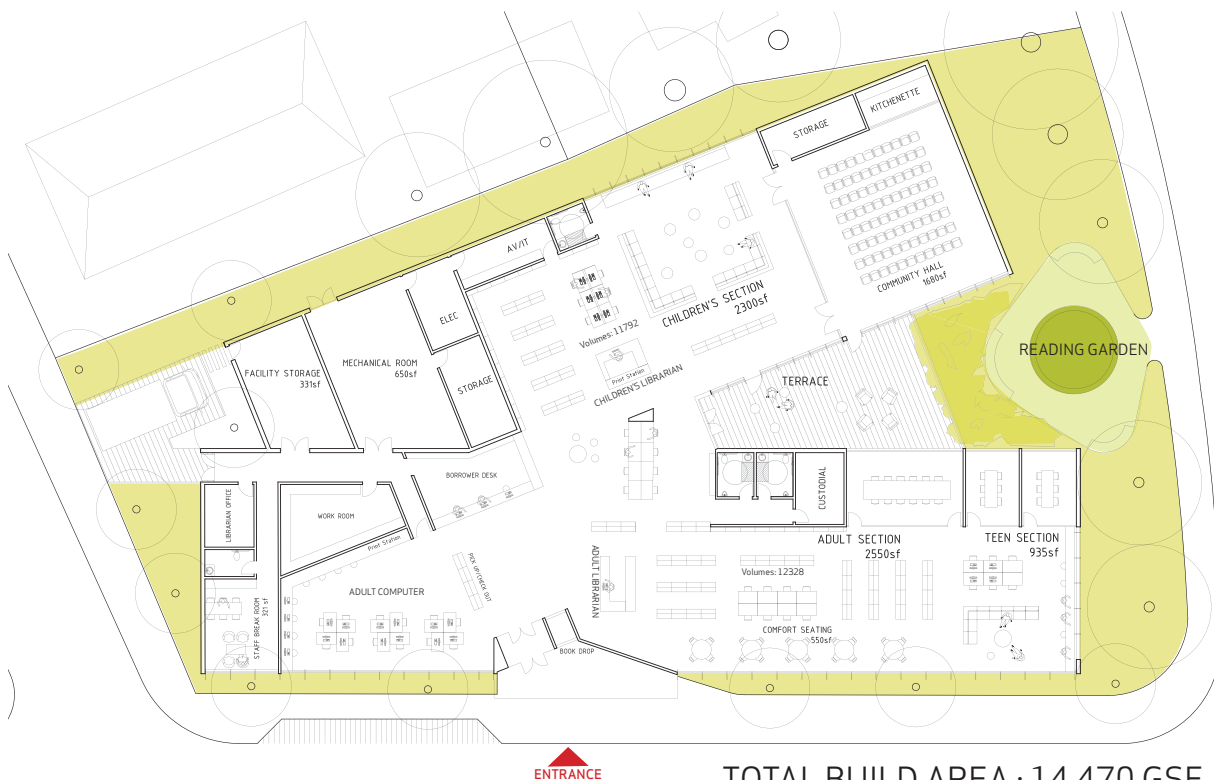 KITCHENETTE
STORAGE
AV/IT
COMMUNITY HALL
1680sf
CHILDREN'S SECTION
2300sf
ELEC
Volumes: 11792
READING GARDEN
MECHANICAL ROOM
650sf
FACILITY STORAGE
331sf
STORAGE
Print Station
CHILDREN'S LIBRARIAN
TERRACE
BORROWER DESK
CUSTODIAL
LIBRARIAN OFFICE
WORK ROOM
Print Station
ADULT SECTION
2550sf
TEEN SECTION
935sf
PICK UP/CHECK OUT
ADULT LIBRARIAN
Volumes: 12328
ADULT COMPUTER
STAFF BREAK ROOM
321 sf
COMFORT SEATING
550sf
BOOK DROP
ENTRANCE
TOTAL BUILD AREA : 14,470 GSF